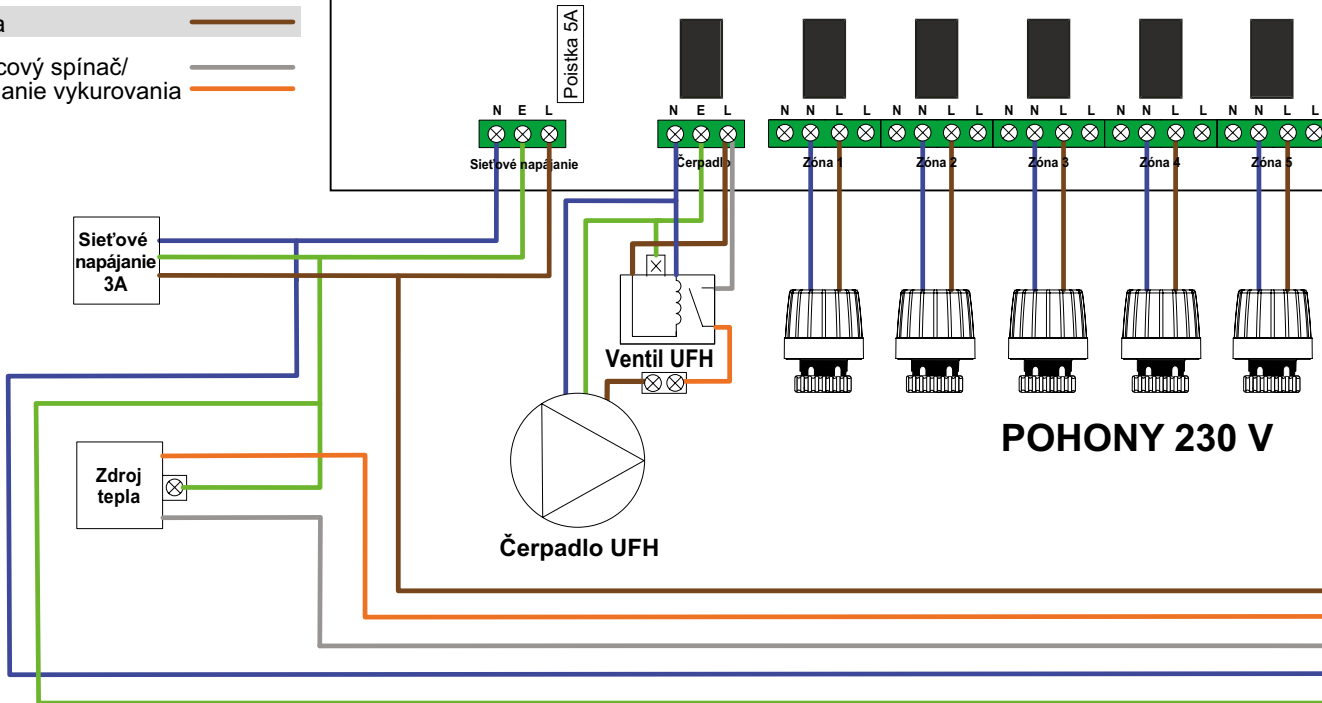 cový spínač/
anie vykurovania
Poistka 5A
N E L
N E L
N N L L
N N L L
N N L L
N N L L
N N L L
Sieťové napájanie
Čerpadlo
Zóna 1
Zóna 2
Zóna 3
Zóna 4
Zóna 5
Sieťové
napájanie
3A
Ventil UFH
POHONY 230 V
Zdroj
tepla
Čerpadlo UFH